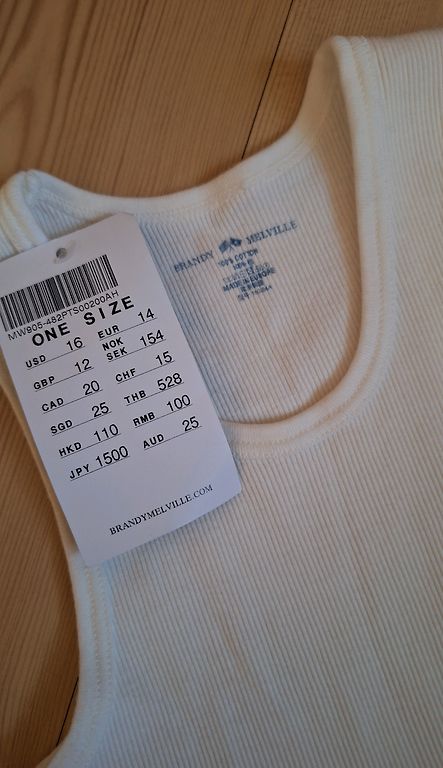 BRANDY MELVILLE
100% COTTON
MADE IN EUROPE
MW905-482PTS00200AH
ONE SIZE
USD 16 EUR 14
GBP 12 NOK SEK 154
CAD 20 CHF 15
SGD 25 THB 528
HKD 110 RMB 100
JPY 1500 AUD 25
BRANDYMELVILLE.COM